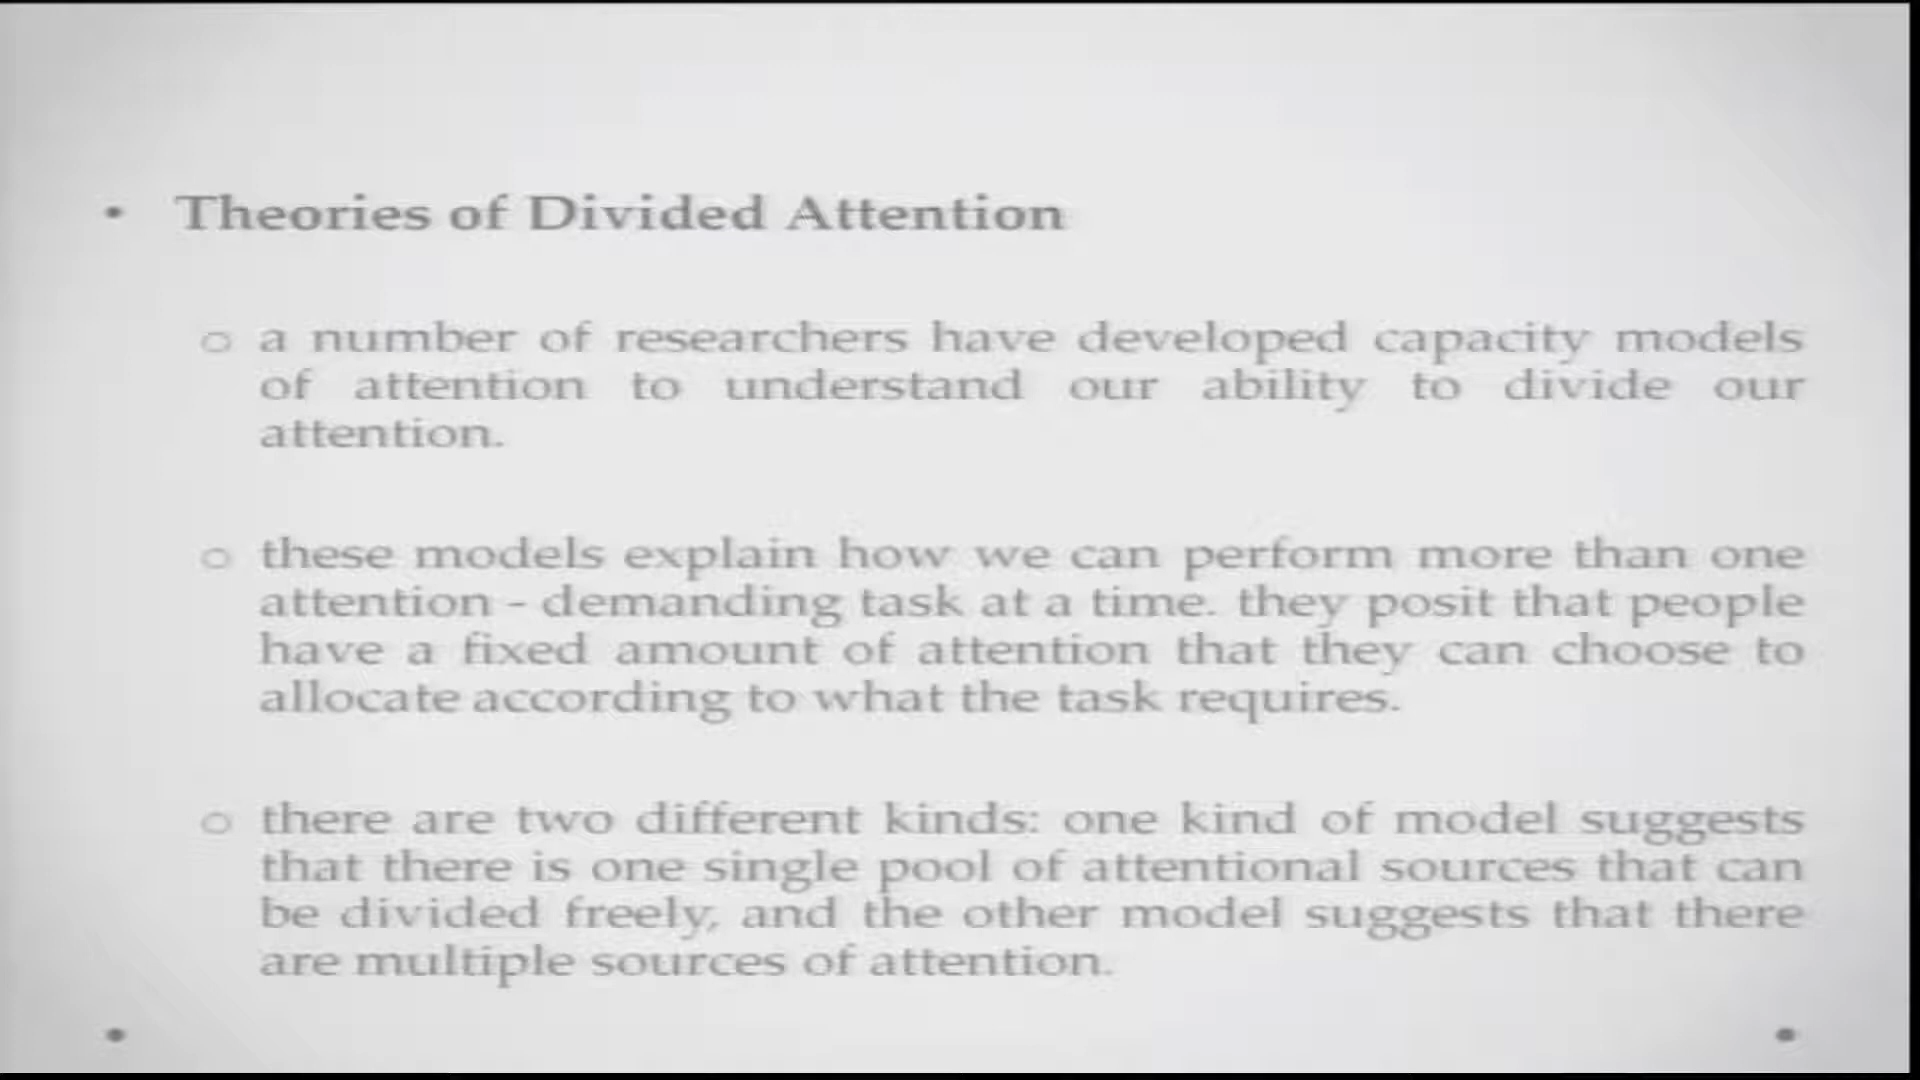 • Theories of Divided Attention
o a number of researchers have developed capacity models
of attention to understand our ability to divide our
attention.
o these models explain how we can perform more than one
attention - demanding task at a time. they posit that people
have a fixed amount of attention that they can choose to
allocate according to what the task requires.
o there are two different kinds: one kind of model suggests
that there is one single pool of attentional sources that can
be divided freely, and the other model suggests that there
are multiple sources of attention.